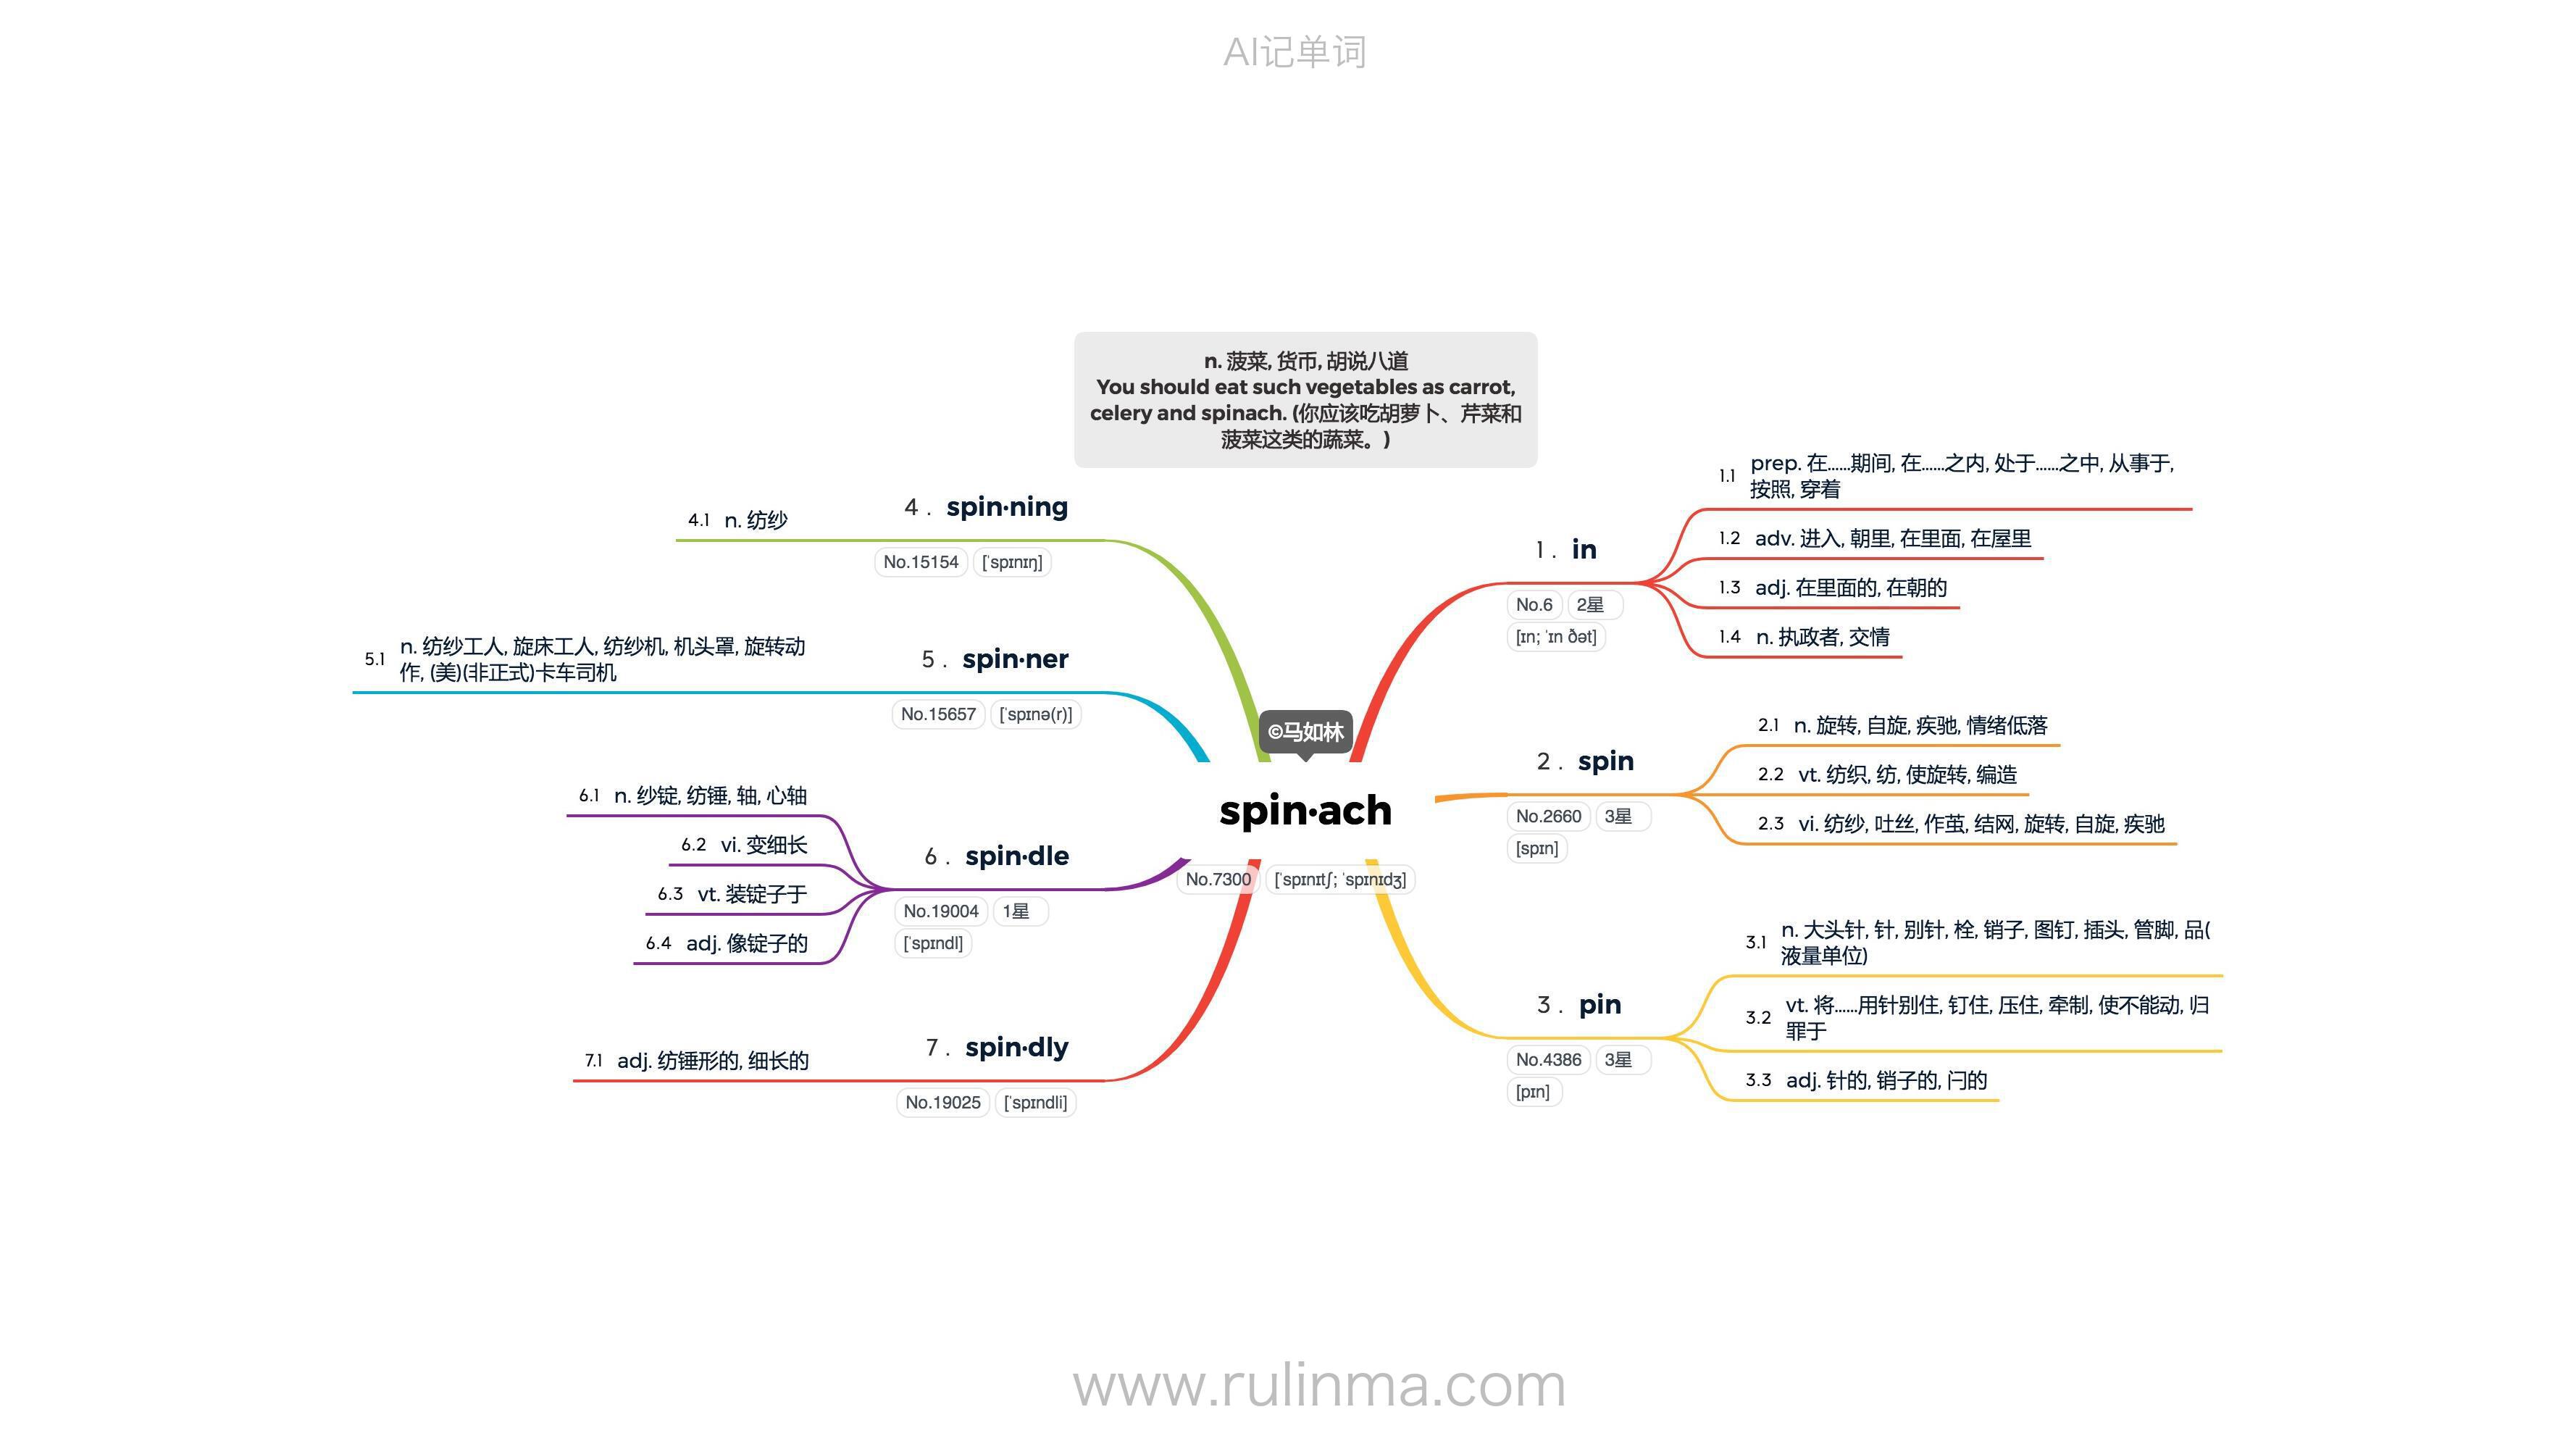 AI记单词
n. 菠菜, 货币, 胡说八道
You should eat such vegetables as carrot,
celery and spinach. (你应该吃胡萝卜、芹菜和
菠菜这类的蔬菜。)
©马如林
spin·ach
No.7300 [ˈspɪnɪtʃ; ˈspɪnɪdʒ]
1 . in
No.6 2星
[ɪn; ˈɪn ðət]
1.1 prep. 在……期间, 在……之内, 处于……之中, 从事于,
按照, 穿着
1.2 adv. 进入, 朝里, 在里面, 在屋里
1.3 adj. 在里面的, 在朝的
1.4 n. 执政者, 交情
2 . spin
No.2660 3星
[spɪn]
2.1 n. 旋转, 自旋, 疾驰, 情绪低落
2.2 vt. 纺织, 纺, 使旋转, 编造
2.3 vi. 纺纱, 吐丝, 作茧, 结网, 旋转, 自旋, 疾驰
3 . pin
No.4386 3星
[pɪn]
3.1 n. 大头针, 针, 别针, 栓, 销子, 图钉, 插头, 管脚, 品(
液量单位)
3.2 vt. 将……用针别住, 钉住, 压住, 牵制, 使不能动, 归
罪于
3.3 adj. 针的, 销子的, 闩的
4 . spin·ning
No.15154 [ˈspɪnɪŋ]
4.1 n. 纺纱
5 . spin·ner
No.15657 [ˈspɪnə(r)]
5.1 n. 纺纱工人, 旋床工人, 纺纱机, 机头罩, 旋转动
作, (美)(非正式)卡车司机
6 . spin·dle
No.19004 1星
[ˈspɪndl]
6.1 n. 纱锭, 纺锤, 轴, 心轴
6.2 vi. 变细长
6.3 vt. 装锭子于
6.4 adj. 像锭子的
7 . spin·dly
No.19025 [ˈspɪndli]
7.1 adj. 纺锤形的, 细长的
www.rulinma.com